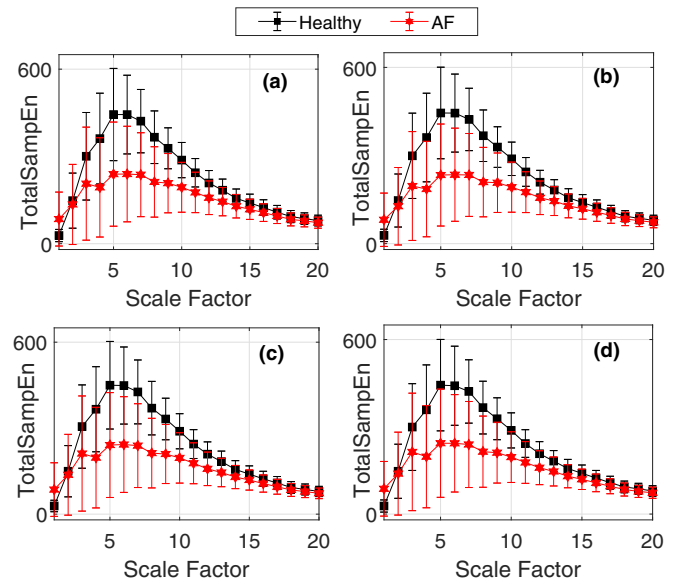 Healthy AF
600
(a)
TotalSampEn
0
5 10 15 20
Scale Factor
600
(b)
TotalSampEn
0
5 10 15 20
Scale Factor
600
(c)
TotalSampEn
0
5 10 15 20
Scale Factor
600
(d)
TotalSampEn
0
5 10 15 20
Scale Factor